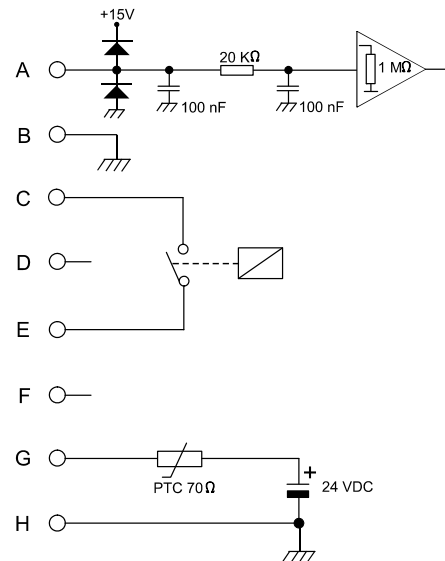 +15V
A
20 KΩ
1 MΩ
100 nF
100 nF
B
C
D
E
F
G
+
PTC 70Ω
24 VDC
H